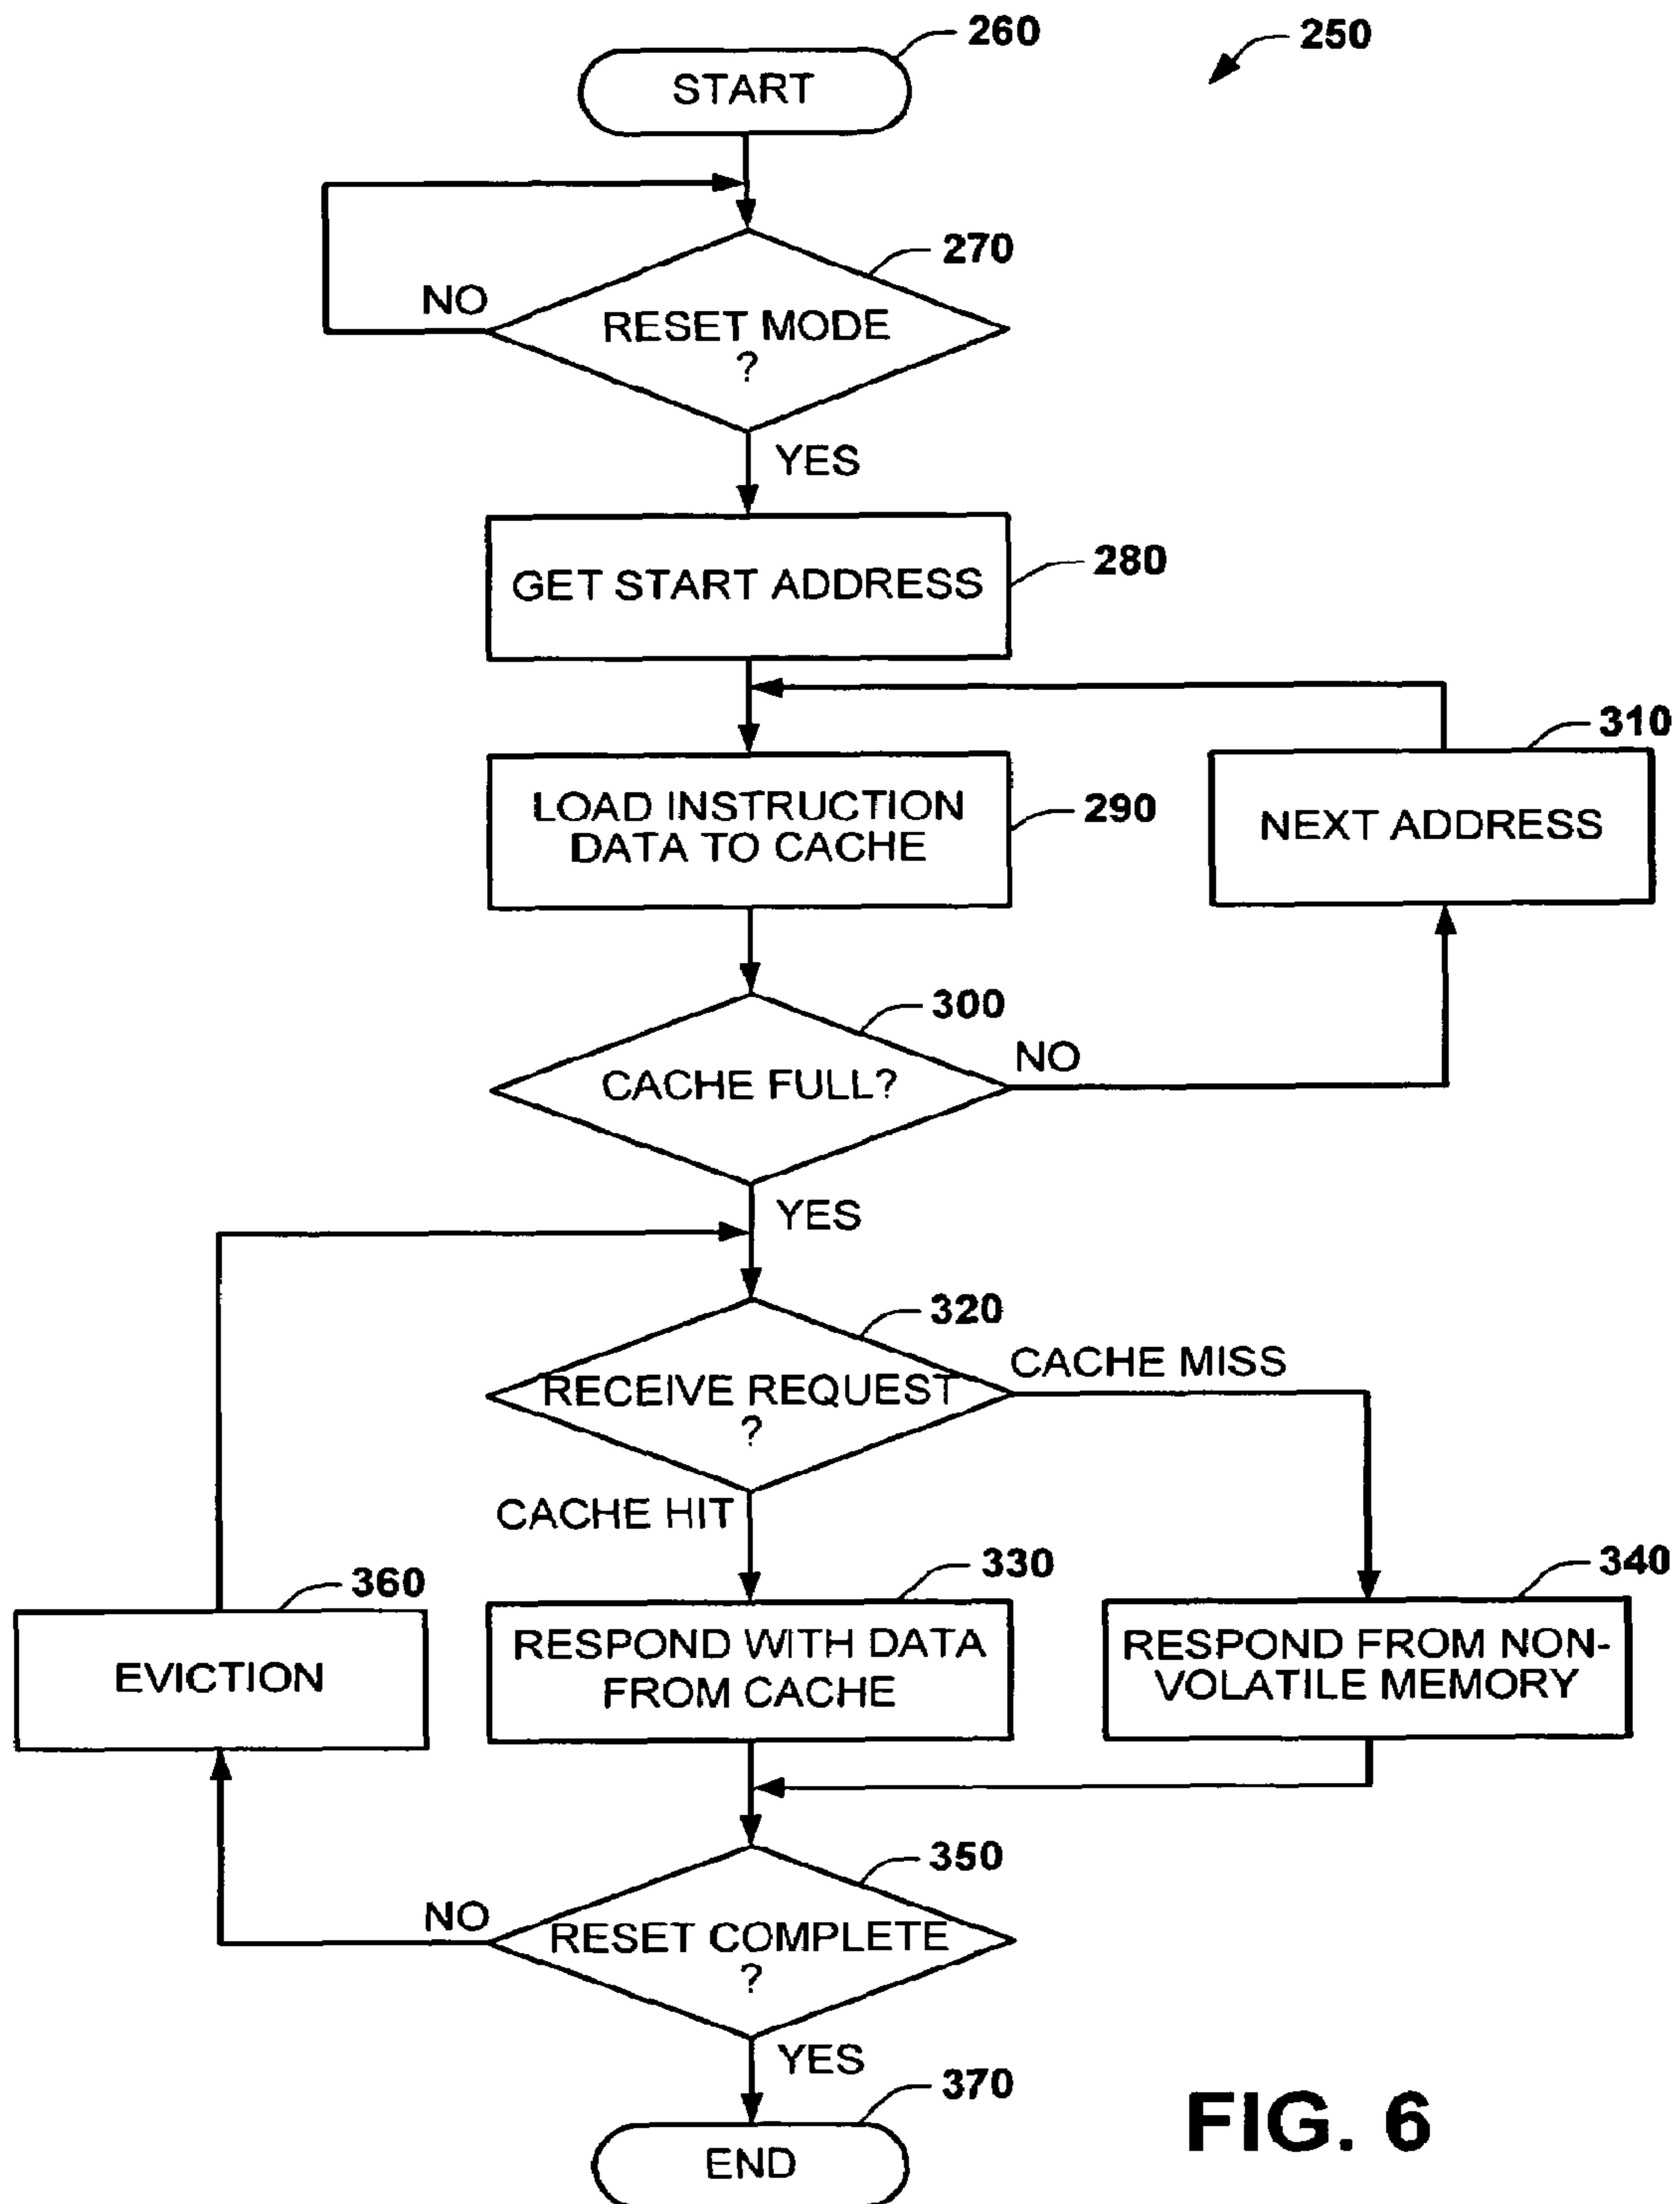 260
250
START
270
NO
RESET MODE
?
YES
280
GET START ADDRESS
310
LOAD INSTRUCTION
DATA TO CACHE
290
NEXT ADDRESS
300
NO
CACHE FULL?
YES
320
CACHE MISS
RECEIVE REQUEST
?
CACHE HIT
360
330
340
EVICTION
RESPOND WITH DATA
FROM CACHE
RESPOND FROM NON-
VOLATILE MEMORY
350
NO
RESET COMPLETE
?
YES
370
END
FIG. 6